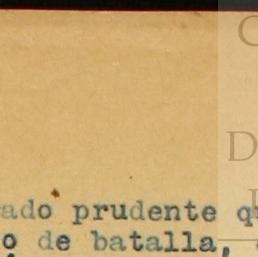 ado prudente q
o de batalla,